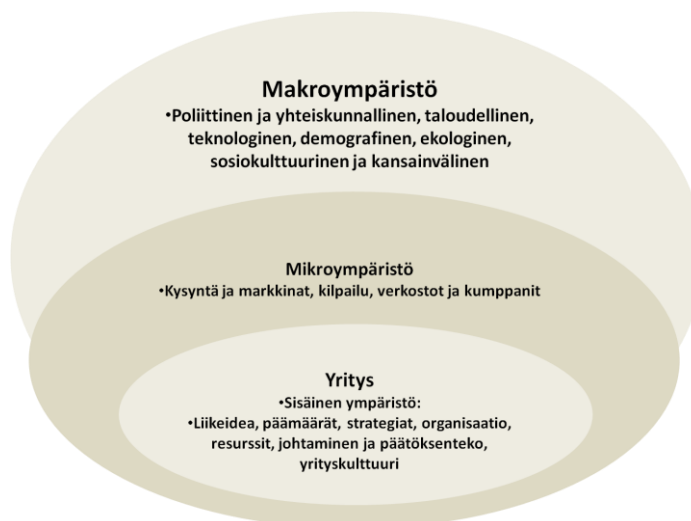 Makroympäristö
•Poliittinen ja yhteiskunnallinen, taloudellinen,
teknologinen, demografinen, ekologinen,
sosiokulttuurinen ja kansainvälinen
Mikroympäristö
•Kysyntä ja markkinat, kilpailu, verkostot ja kumppanit
Yritys
•Sisäinen ympäristö:
•Liikeidea, päämäärät, strategiat, organisaatio,
resurssit, johtaminen ja päätöksenteko,
yrityskulttuuri